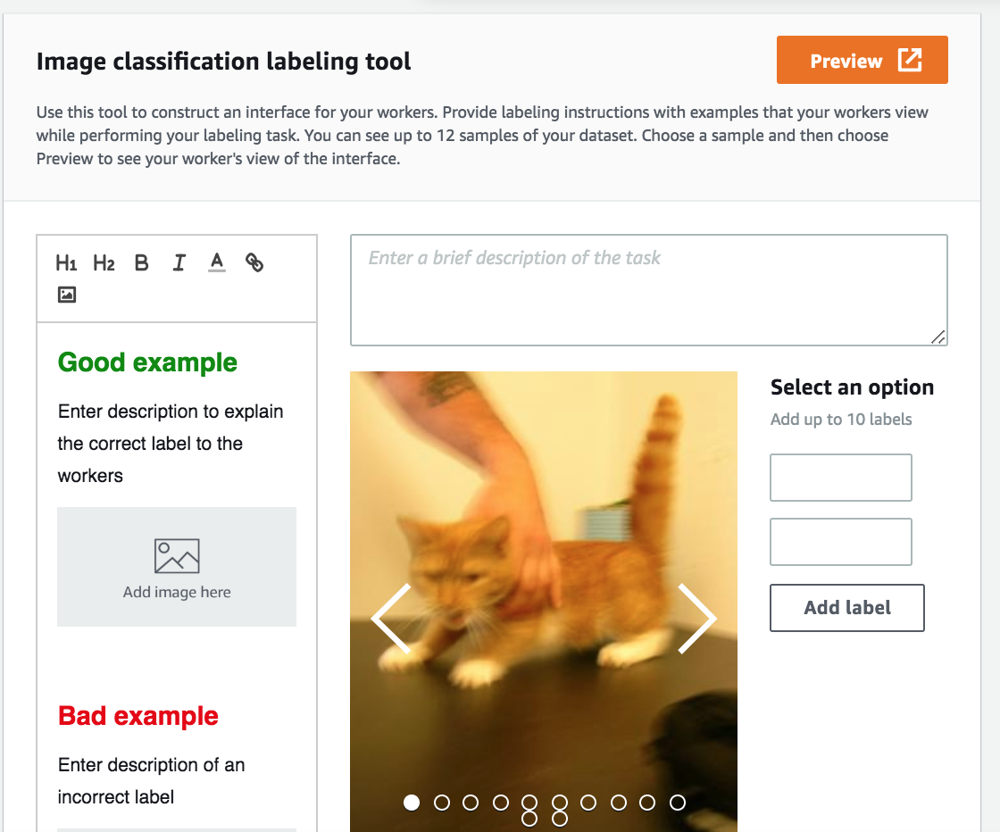 Image classification labeling tool
Preview
Use this tool to construct an interface for your workers. Provide labeling instructions with examples that your workers view
while performing your labeling task. You can see up to 12 samples of your dataset. Choose a sample and then choose
Preview to see your worker's view of the interface.
H1 H2 B I A
Good example
Enter description to explain
the correct label to the
workers
Add image here
Bad example
Enter description of an
incorrect label
Enter a brief description of the task
Select an option
Add up to 10 labels
Add label